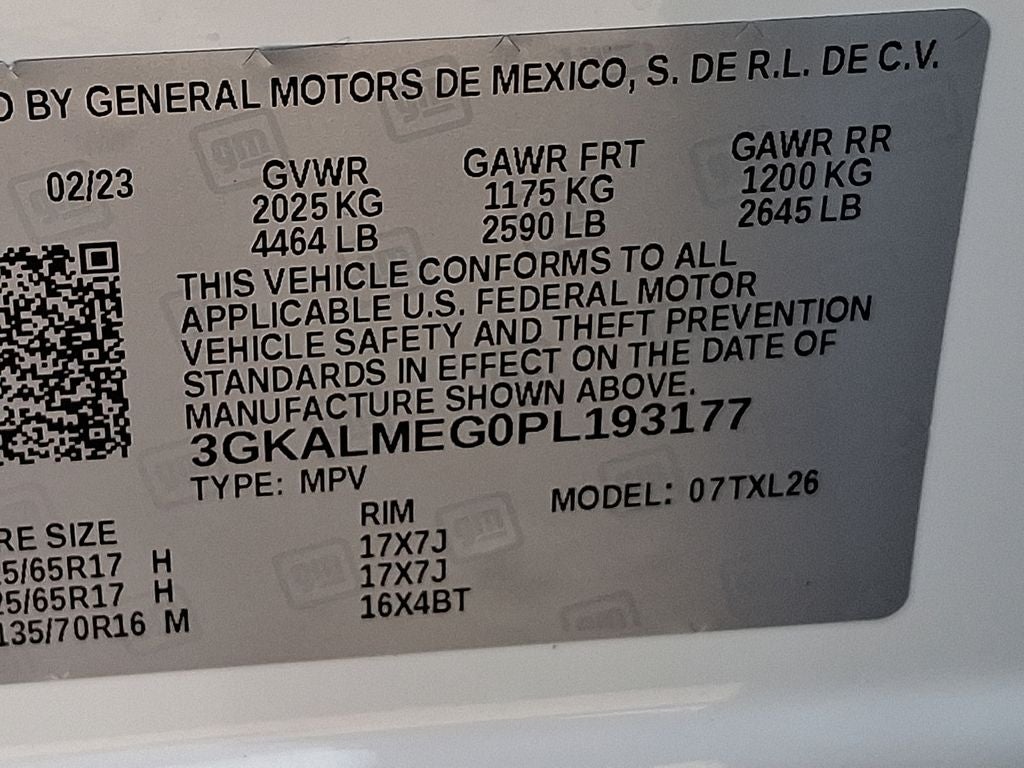 BY GENERAL MOTORS DE MEXICO, S. DE R.L. DE C.V.
02/23 GVWR GAWR FRT GAWR RR
2025 KG 1175 KG 1200 KG
4464 LB 2590 LB 2645 LB
THIS VEHICLE CONFORMS TO ALL
APPLICABLE U.S. FEDERAL MOTOR
VEHICLE SAFETY AND THEFT PREVENTION
STANDARDS IN EFFECT ON THE DATE OF
MANUFACTURE SHOWN ABOVE.
3GKALMEG0PL193177
TYPE: MPV MODEL: 07TXL26
RE SIZE RIM
5/65R17 H 17X7J
25/65R17 H 17X7J
135/70R16 M 16X4BT